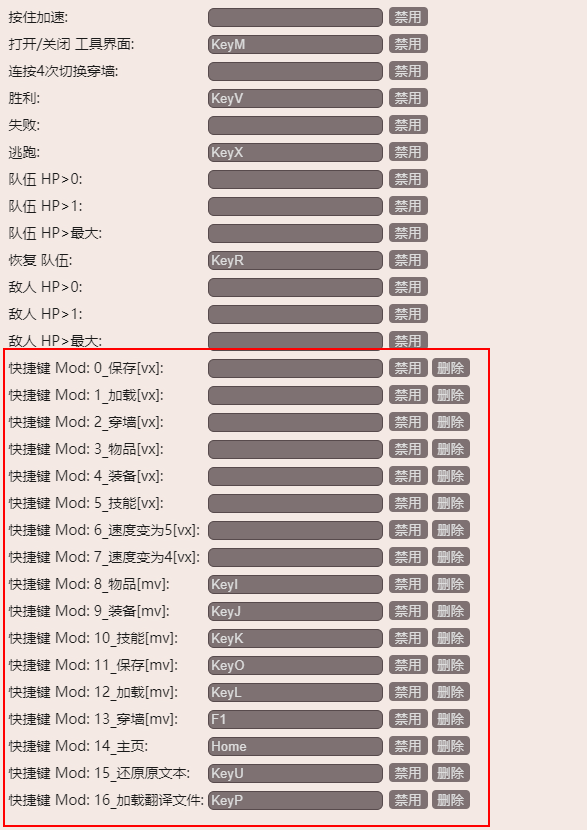 按住加速: 禁用
打开/关闭 工具界面: KeyM 禁用
连按4次切换穿墙: 禁用
胜利: KeyV 禁用
失败: 禁用
逃跑: KeyX 禁用
队伍 HP>0: 禁用
队伍 HP>1: 禁用
队伍 HP>最大: 禁用
恢复 队伍: KeyR 禁用
敌人 HP>0: 禁用
敌人 HP>1: 禁用
敌人 HP>最大: 禁用
快捷键 Mod: 0_保存[vx]: 禁用 删除
快捷键 Mod: 1_加载[vx]: 禁用 删除
快捷键 Mod: 2_穿墙[vx]: 禁用 删除
快捷键 Mod: 3_物品[vx]: 禁用 删除
快捷键 Mod: 4_装备[vx]: 禁用 删除
快捷键 Mod: 5_技能[vx]: 禁用 删除
快捷键 Mod: 6_速度变为5[vx]: 禁用 删除
快捷键 Mod: 7_速度变为4[vx]: 禁用 删除
快捷键 Mod: 8_物品[mv]: KeyI 禁用 删除
快捷键 Mod: 9_装备[mv]: KeyJ 禁用 删除
快捷键 Mod: 10_技能[mv]: KeyK 禁用 删除
快捷键 Mod: 11_保存[mv]: KeyO 禁用 删除
快捷键 Mod: 12_加载[mv]: KeyL 禁用 删除
快捷键 Mod: 13_穿墙[mv]: F1 禁用 删除
快捷键 Mod: 14_主页: Home 禁用 删除
快捷键 Mod: 15_还原原文本: KeyU 禁用 删除
快捷键 Mod: 16_加载翻译文件: KeyP 禁用 删除